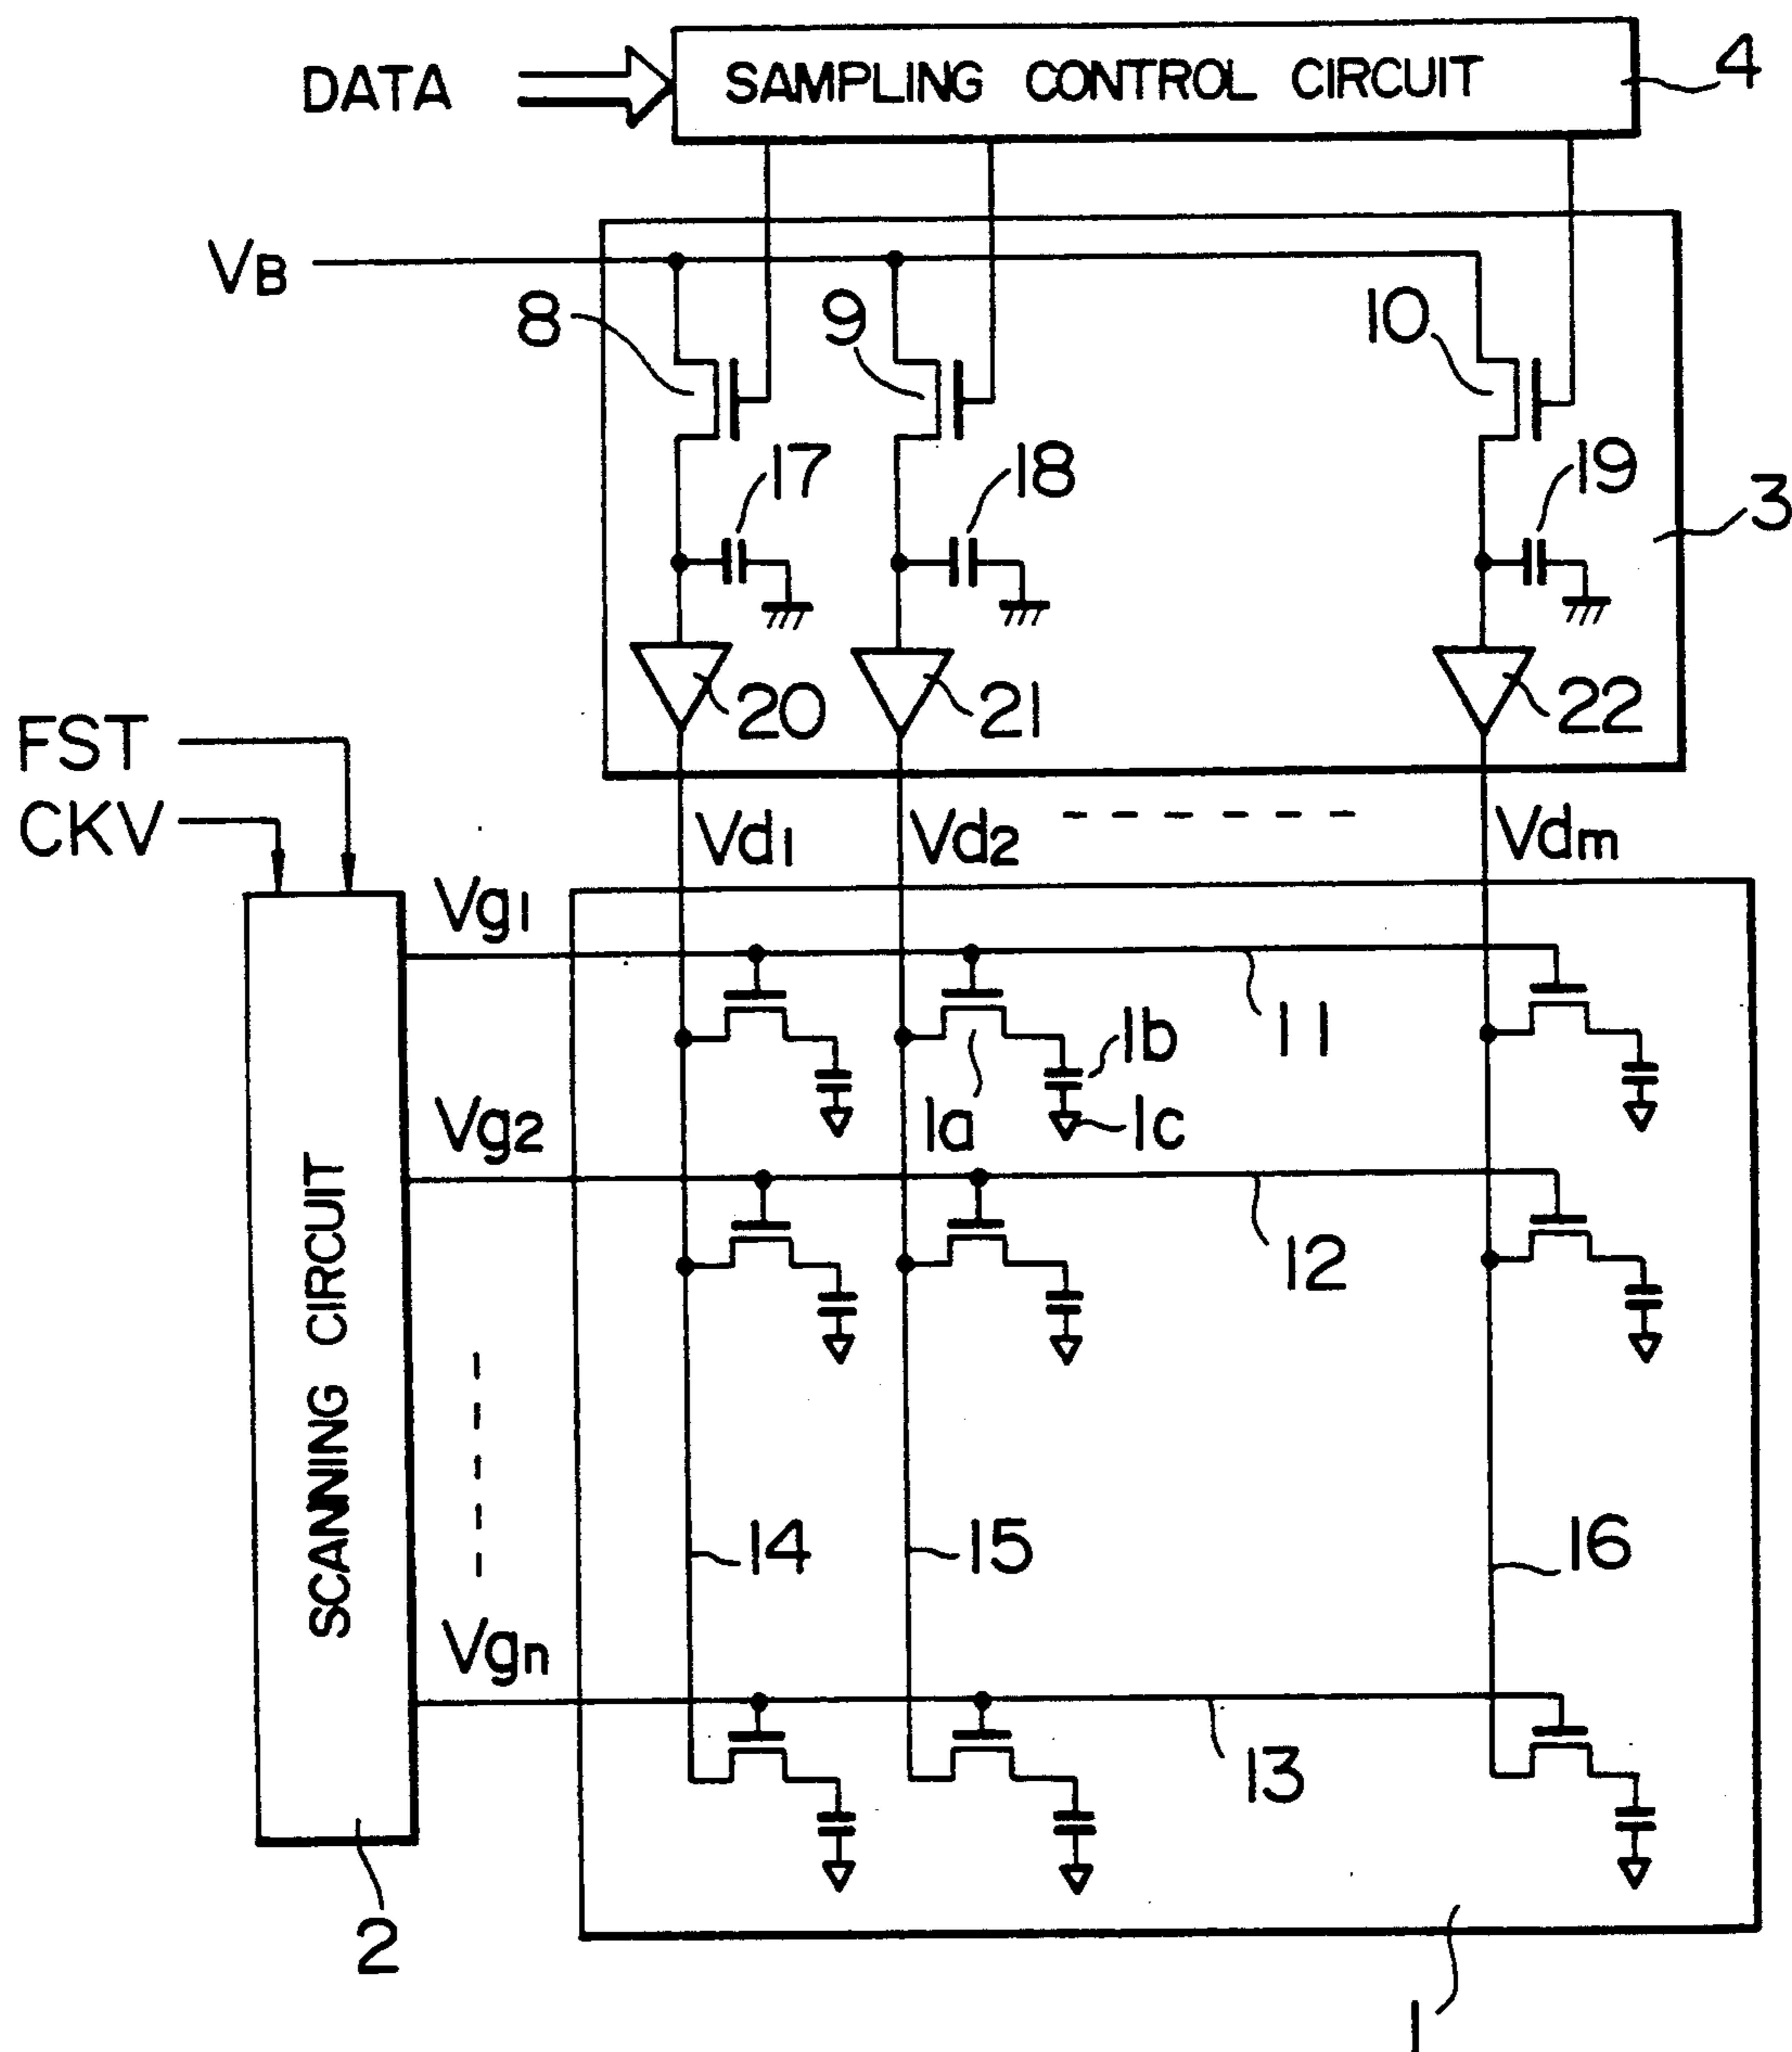 DATA
SAMPLING CONTROL CIRCUIT
4
VB
8
9
10
17
18
19
3
20
21
22
FST
CKV
Vd1
Vd2
Vdm
Vg1
11
1b
1a
1c
Vg2
12
SCANNING CIRCUIT
14
15
16
Vgn
13
2
1